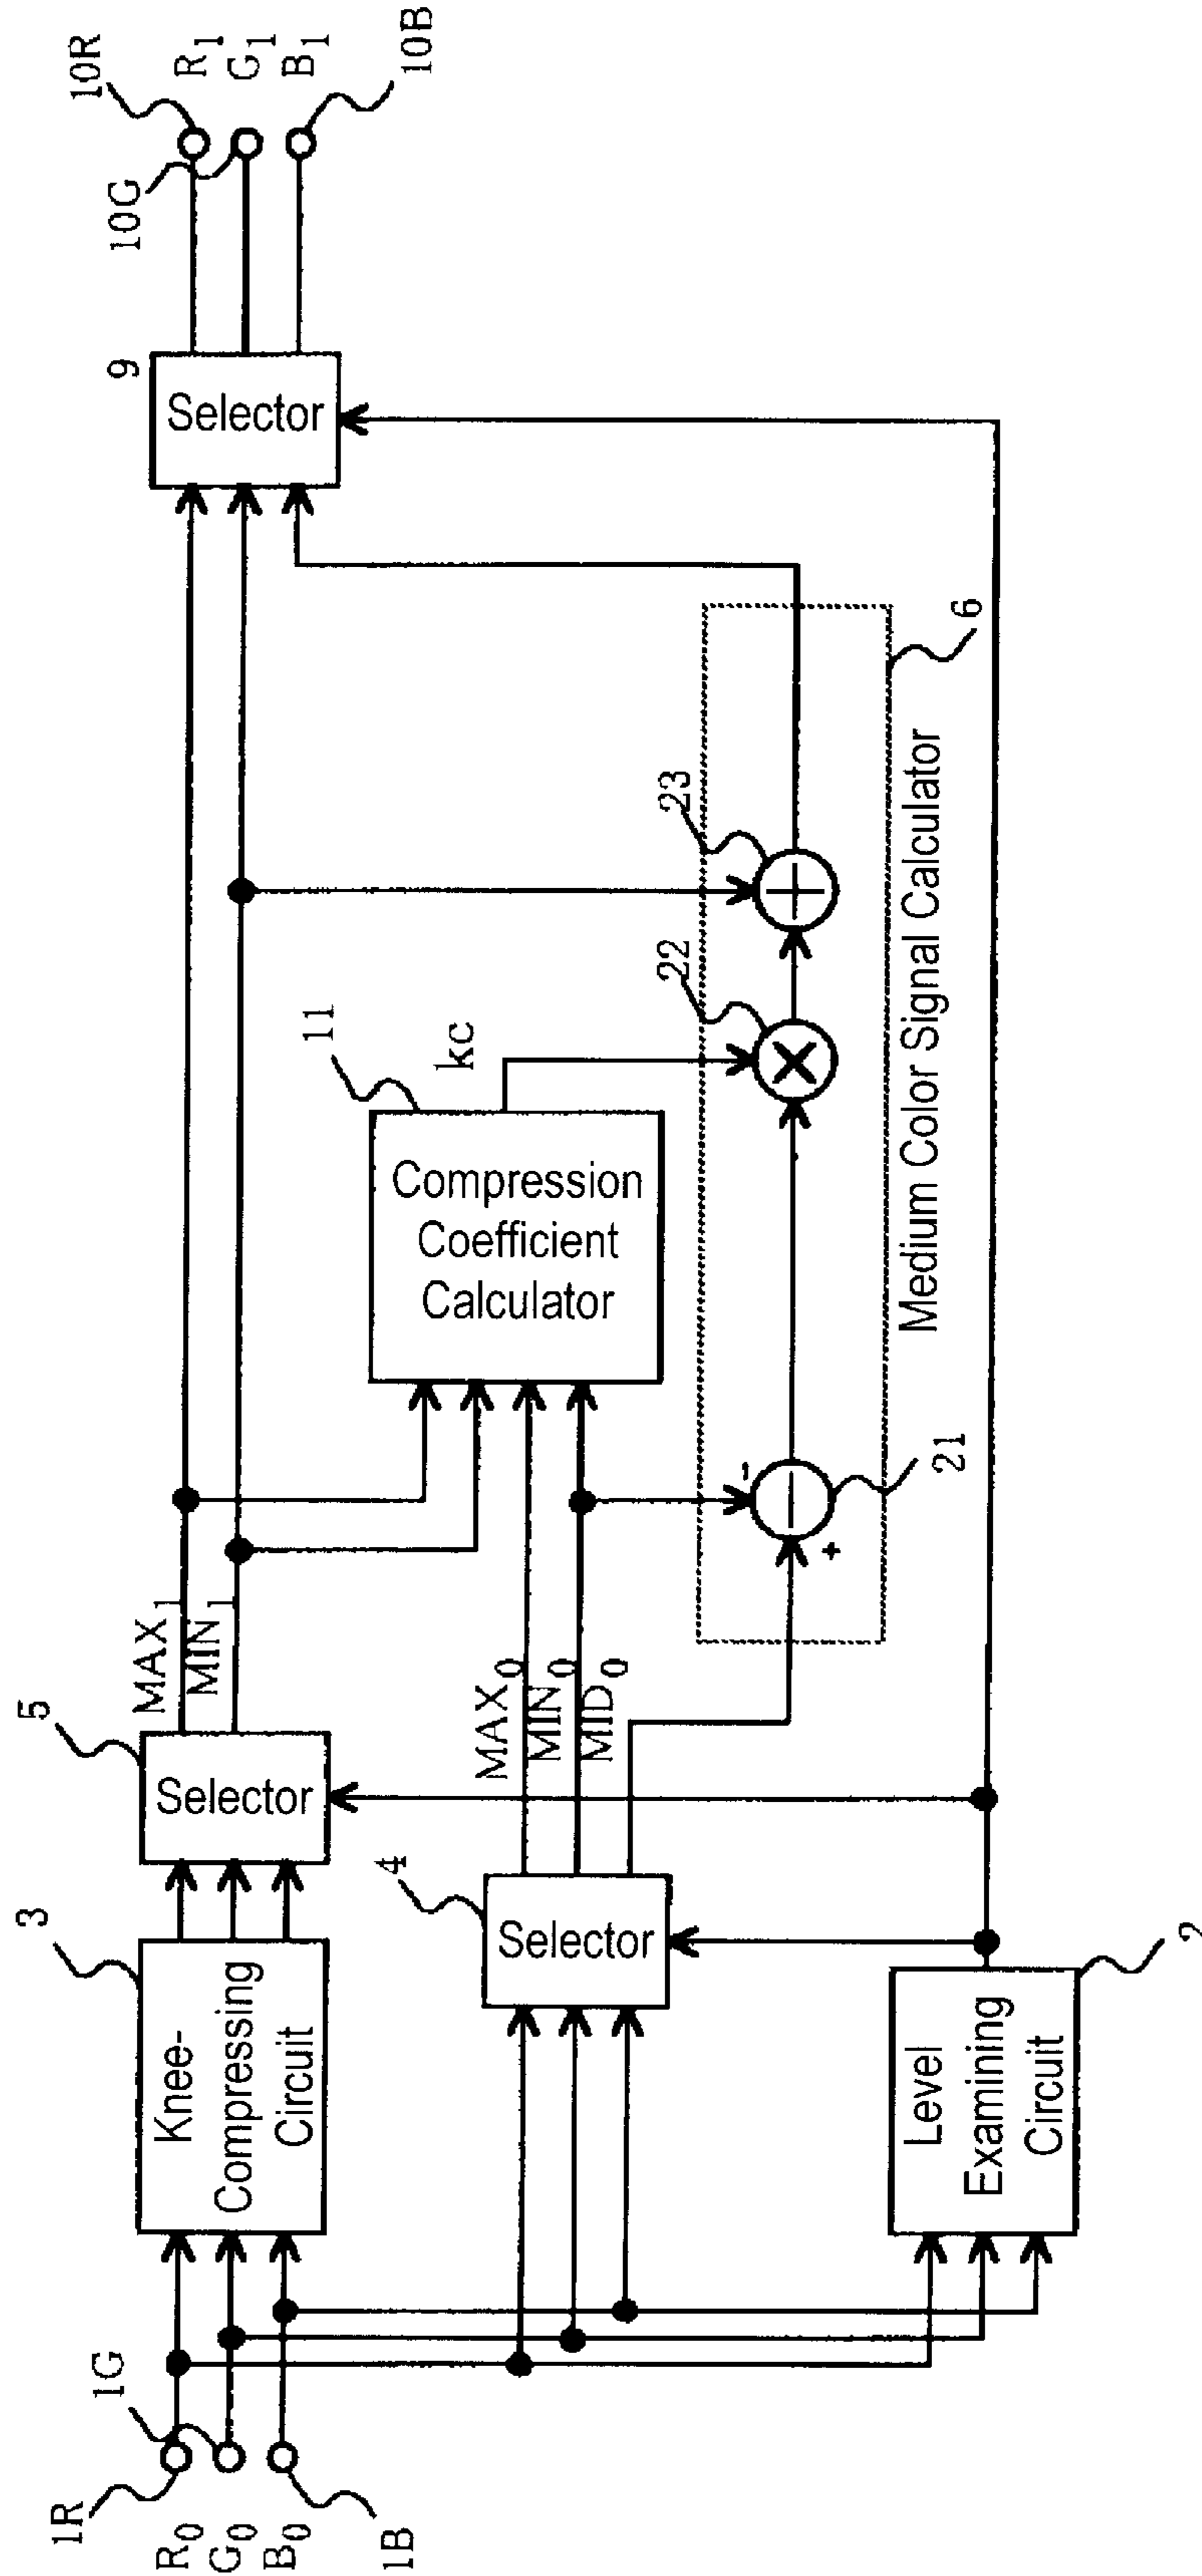 1R
1G
1B
R0
G0
B0
3
Knee-
Compressing
Circuit
5
Selector
MAX1
MIN1
4
Selector
MAX0
MIN0
MID0
Level
Examining
Circuit
2
11
Compression
Coefficient
Calculator
kc
21
-
+
22
23
6
Medium Color Signal Calculator
9
Selector
10R
10G
10B
R1
G1
B1